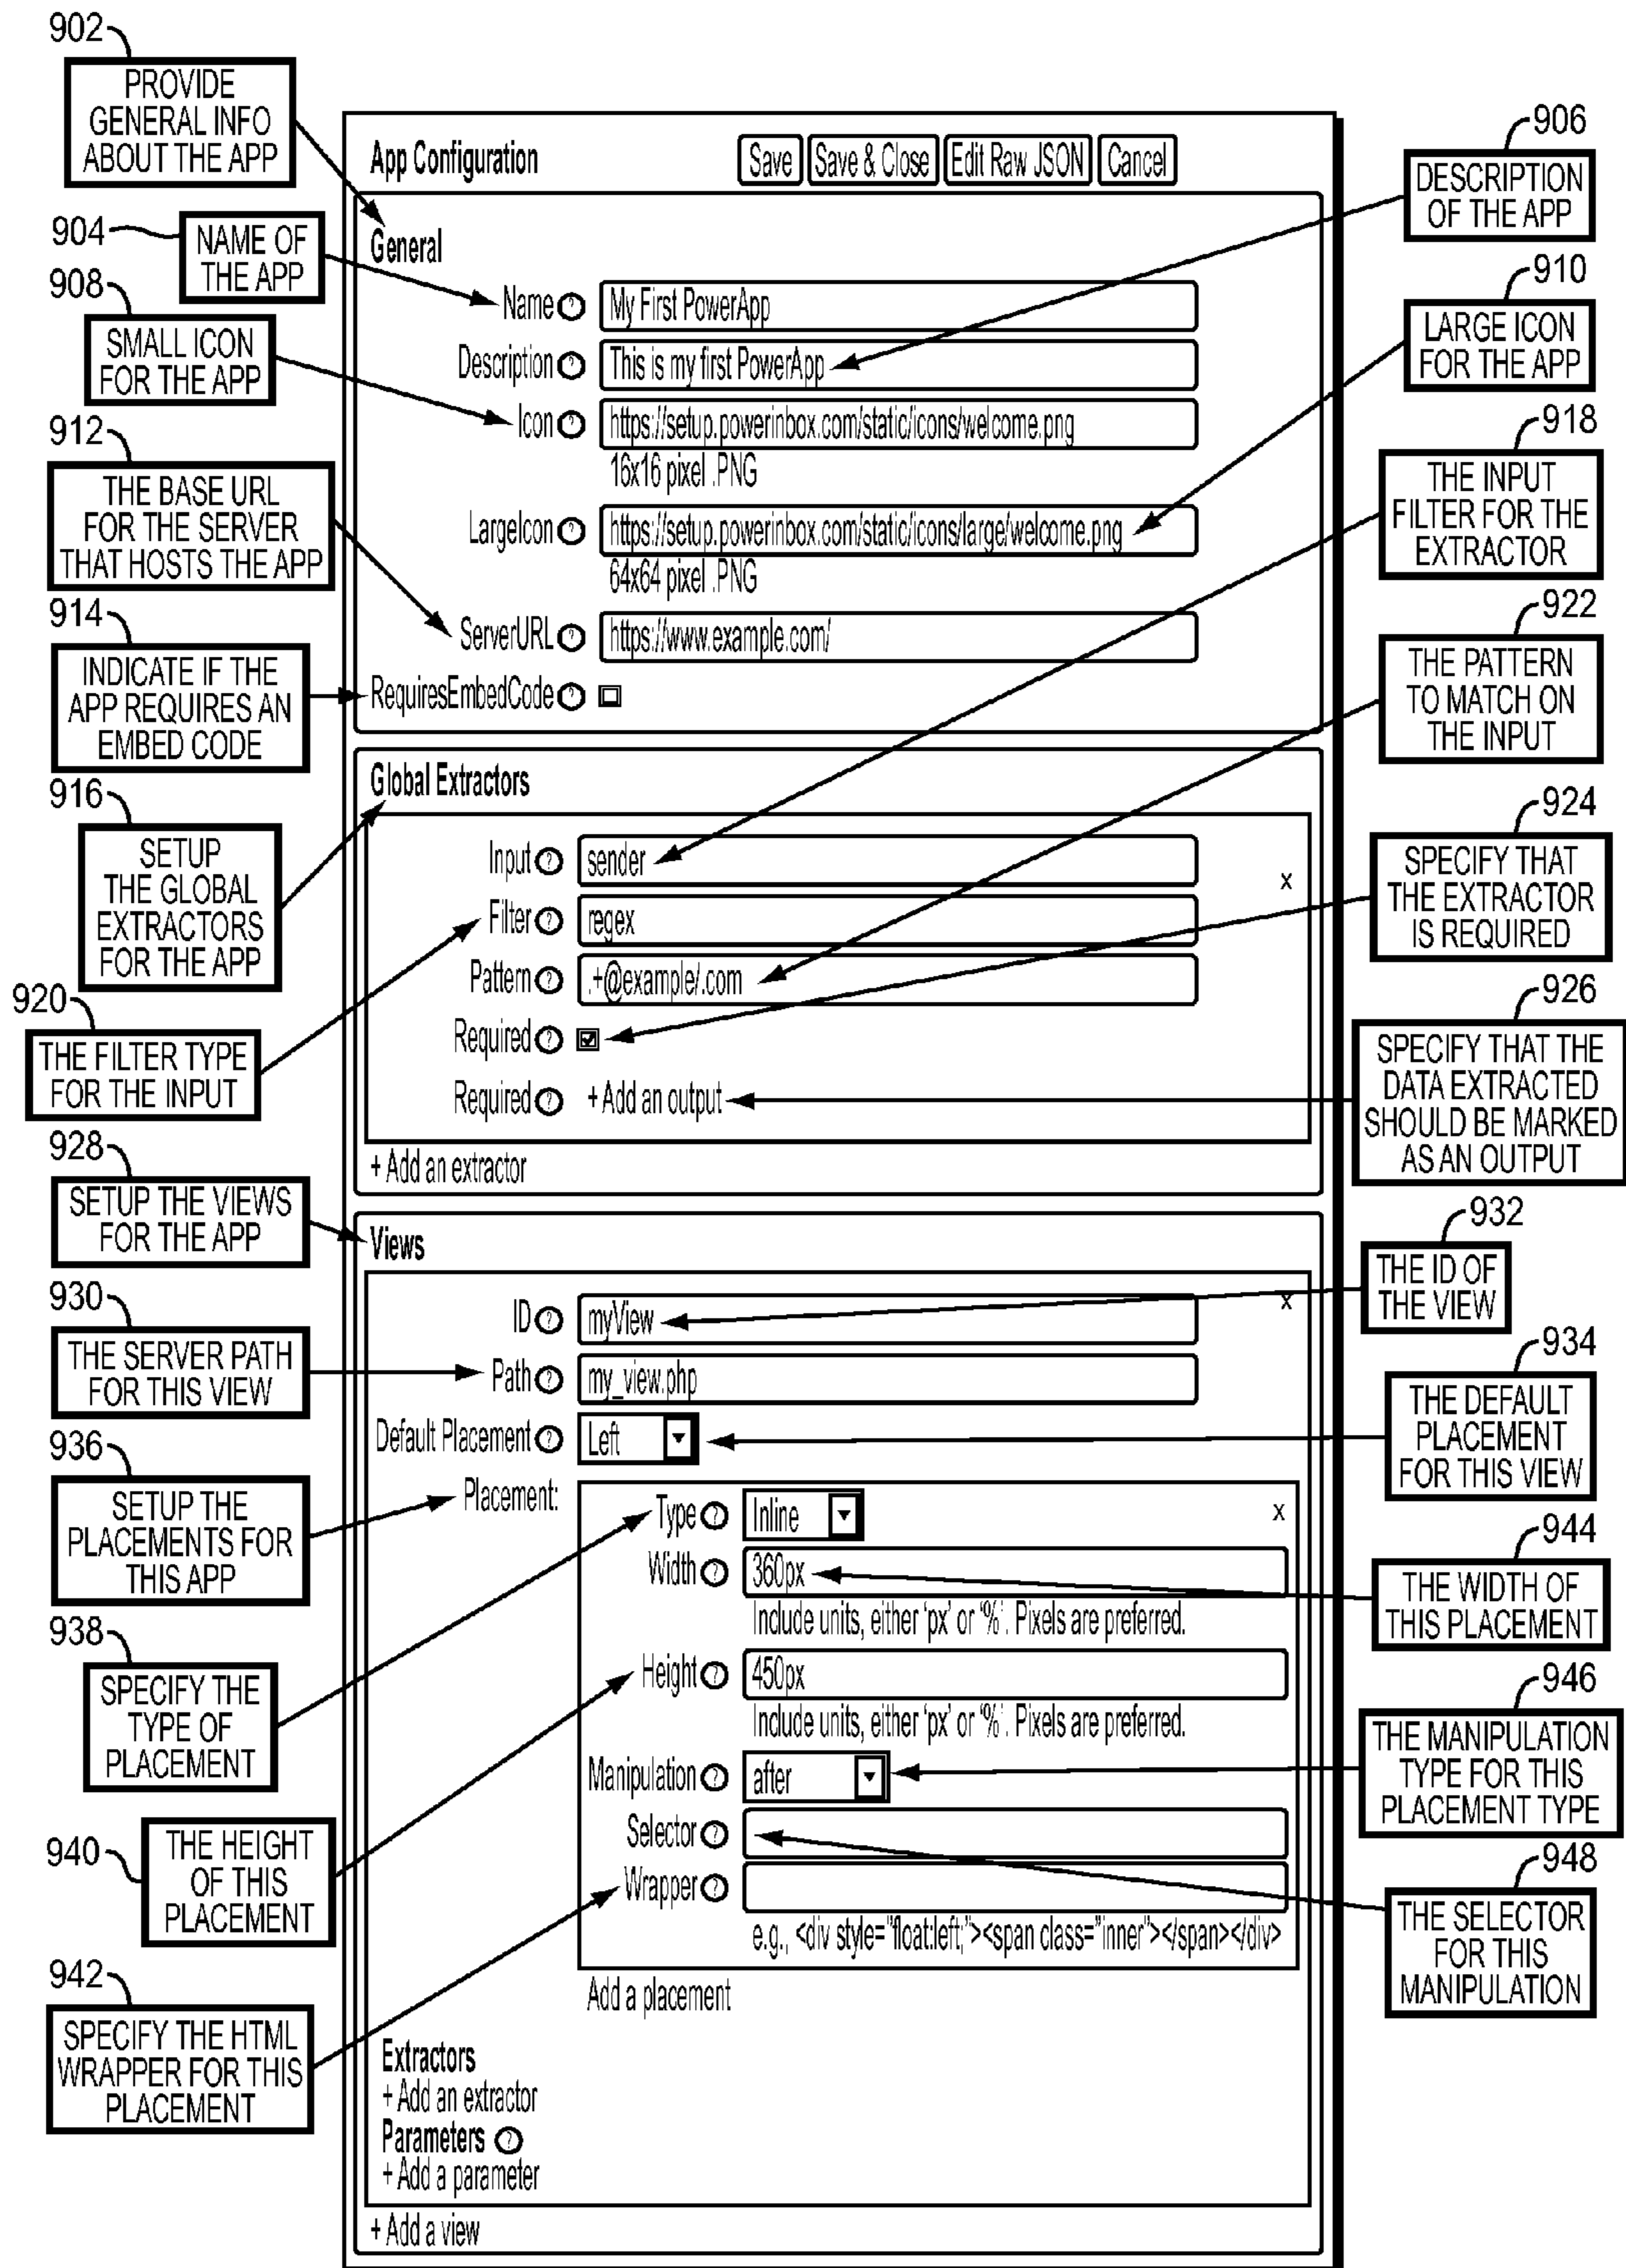 902
PROVIDE
GENERAL INFO
ABOUT THE APP
904
NAME OF
THE APP
908
SMALL ICON
FOR THE APP
912
THE BASE URL
FOR THE SERVER
THAT HOSTS THE APP
914
INDICATE IF THE
APP REQUIRES AN
EMBED CODE
916
SETUP
THE GLOBAL
EXTRACTORS
FOR THE APP
920
THE FILTER TYPE
FOR THE INPUT
928
SETUP THE VIEWS
FOR THE APP
930
THE SERVER PATH
FOR THIS VIEW
936
SETUP THE
PLACEMENTS FOR
THIS APP
938
SPECIFY THE
TYPE OF
PLACEMENT
940
THE HEIGHT
OF THIS
PLACEMENT
942
SPECIFY THE HTML
WRAPPER FOR THIS
PLACEMENT
App Configuration Save Save & Close Edit Raw JSON Cancel
General
Name ? My First PowerApp
Description ? This is my first PowerApp
Icon ? https://setup.powerinbox.com/static/icons/welcome.png
16x16 pixel .PNG
LargeIcon ? https://setup.powerinbox.com/static/icons/large/welcome.png
64x64 pixel .PNG
ServerURL ? https://www.example.com/
RequiresEmbedCode ?
Global Extractors
Input ? sender
x
Filter ? regex
Pattern ? .+@example/.com
Required ?
Required ? + Add an output
+ Add an extractor
Views
ID ? myView x
Path ? my_view.php
Default Placement ? Left
Placement:
Type ? Inline x
Width ? 360px
Include units, either 'px' or '%'. Pixels are preferred.
Height ? 450px
Include units, either 'px' or '%'. Pixels are preferred.
Manipulation ? after
Selector ?
Wrapper ?
e.g., <div style="float:left;"><span class="inner"></span></div>
Add a placement
Extractors
+ Add an extractor
Parameters ?
+ Add a parameter
+ Add a view
906
DESCRIPTION
OF THE APP
910
LARGE ICON
FOR THE APP
918
THE INPUT
FILTER FOR THE
EXTRACTOR
922
THE PATTERN
TO MATCH ON
THE INPUT
924
SPECIFY THAT
THE EXTRACTOR
IS REQUIRED
926
SPECIFY THAT THE
DATA EXTRACTED
SHOULD BE MARKED
AS AN OUTPUT
932
THE ID OF
THE VIEW
934
THE DEFAULT
PLACEMENT
FOR THIS VIEW
944
THE WIDTH OF
THIS PLACEMENT
946
THE MANIPULATION
TYPE FOR THIS
PLACEMENT TYPE
948
THE SELECTOR
FOR THIS
MANIPULATION